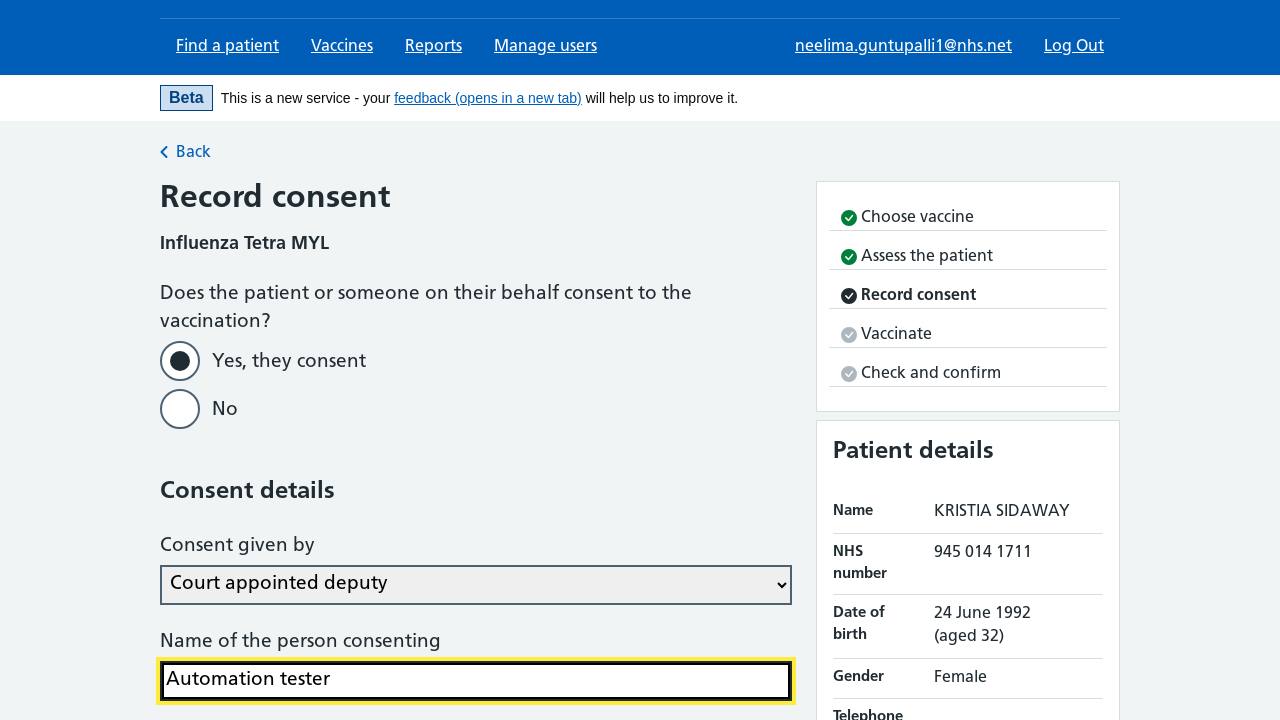 Find a patient Vaccines Reports Manage users neelima.guntupalli1@nhs.net Log Out
Beta This is a new service - your feedback (opens in a new tab) will help us to improve it.
Back
Record consent
Influenza Tetra MYL
Does the patient or someone on their behalf consent to the
vaccination?
Yes, they consent
No
Consent details
Consent given by
Court appointed deputy
Name of the person consenting
Automation tester
Choose vaccine
Assess the patient
Record consent
Vaccinate
Check and confirm
Patient details
Name KRISTIA SIDAWAY
NHS number 945 014 1711
Date of birth 24 June 1992 (aged 32)
Gender Female
Telephone